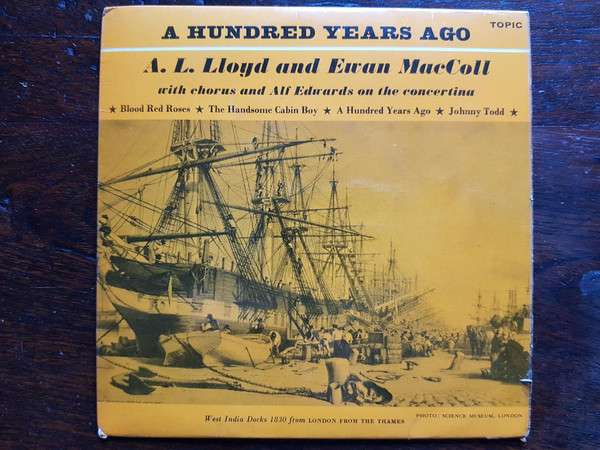 TOPIC
A HUNDRED YEARS AGO
A. L. Lloyd and Ewan MacColl
with chorus and Alf Edwards on the concertina
★ Blood Red Roses ★ The Handsome Cabin Boy ★ A Hundred Years Ago ★ Johnny Todd ★
West India Docks 1830 from LONDON FROM THE THAMES
PHOTO: SCIENCE MUSEUM, LONDON